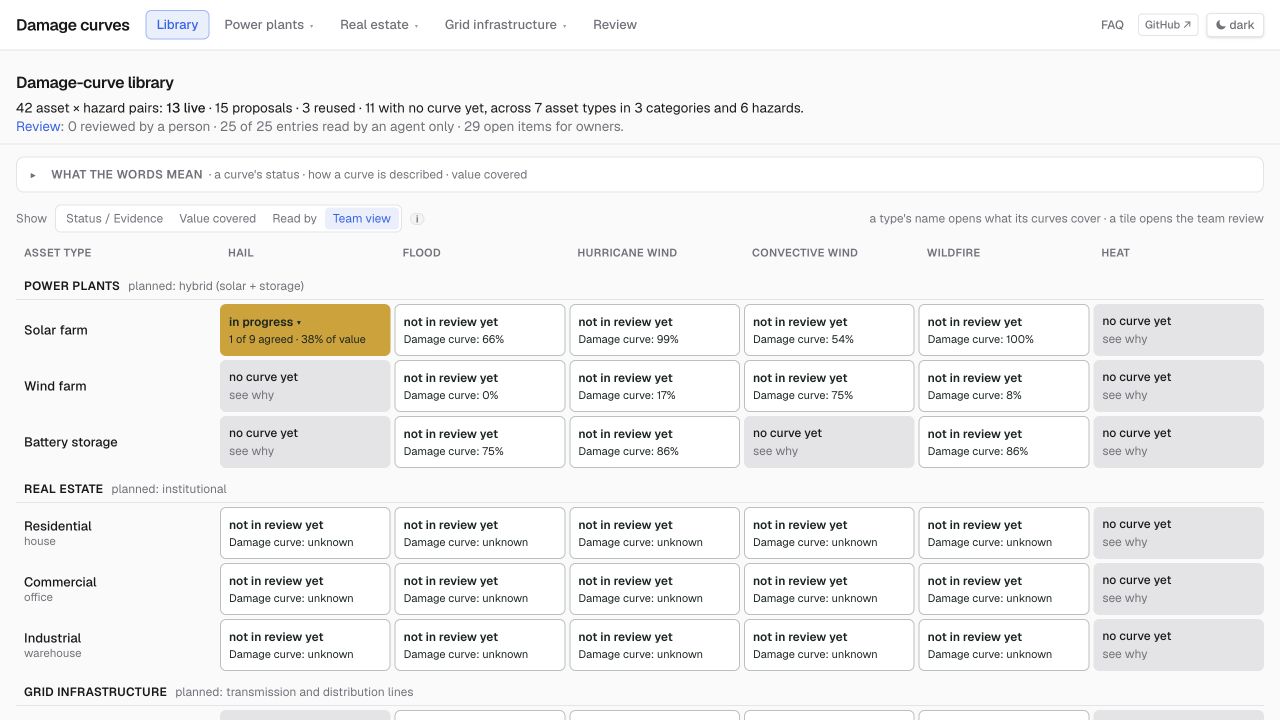 Damage curves Library Power plants Real estate Grid infrastructure Review FAQ GitHub ↗ dark
Damage-curve library
42 asset × hazard pairs: 13 live · 15 proposals · 3 reused · 11 with no curve yet, across 7 asset types in 3 categories and 6 hazards.
Review: 0 reviewed by a person · 25 of 25 entries read by an agent only · 29 open items for owners.
▸ WHAT THE WORDS MEAN · a curve's status · how a curve is described · value covered
Show Status / Evidence Value covered Read by Team view i a type's name opens what its curves cover · a tile opens the team review
ASSET TYPE HAIL FLOOD HURRICANE WIND CONVECTIVE WIND WILDFIRE HEAT
POWER PLANTS planned: hybrid (solar + storage)
Solar farm
in progress ▾ not in review yet not in review yet not in review yet not in review yet no curve yet
1 of 9 agreed · 38% of value Damage curve: 66% Damage curve: 99% Damage curve: 54% Damage curve: 100% see why
Wind farm
no curve yet not in review yet not in review yet not in review yet not in review yet no curve yet
see why Damage curve: 0% Damage curve: 17% Damage curve: 75% Damage curve: 8% see why
Battery storage
no curve yet not in review yet not in review yet no curve yet not in review yet no curve yet
see why Damage curve: 75% Damage curve: 86% see why Damage curve: 86% see why
REAL ESTATE planned: institutional
Residential not in review yet not in review yet not in review yet not in review yet not in review yet no curve yet
house Damage curve: unknown Damage curve: unknown Damage curve: unknown Damage curve: unknown Damage curve: unknown see why
Commercial not in review yet not in review yet not in review yet not in review yet not in review yet no curve yet
office Damage curve: unknown Damage curve: unknown Damage curve: unknown Damage curve: unknown Damage curve: unknown see why
Industrial not in review yet not in review yet not in review yet not in review yet not in review yet no curve yet
warehouse Damage curve: unknown Damage curve: unknown Damage curve: unknown Damage curve: unknown Damage curve: unknown see why
GRID INFRASTRUCTURE planned: transmission and distribution lines